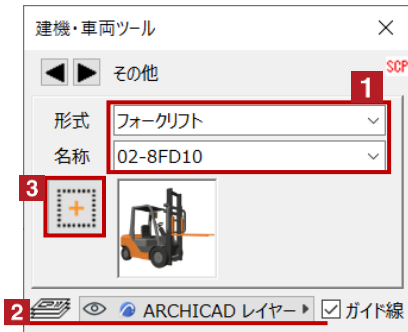 建機・車両ツール
その他
SCP
1
形式 フォークリフト
名称 02-8FD10
3
2 ARCHICAD レイヤー ガイド線